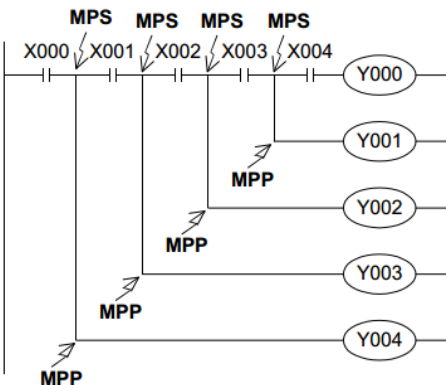 MPS MPS MPS MPS
X000 X001 X002 X003 X004
Y000
Y001
MPP
Y002
MPP
Y003
MPP
Y004
MPP